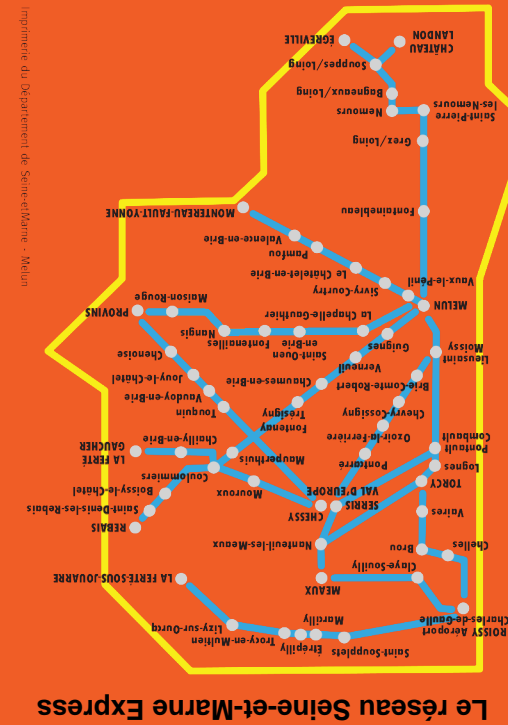 Le réseau Seine-et-Marne Express
Saint-Soupplets
Étrépilly
Marcilly
Trocy-en-Multien
Lizy-sur-Ourcq
ROISSY Aéroport
Charles-de-Gaulle
LA FERTÉ-SOUS-JOUARRE
MEAUX
Claye-Souilly
Chelles
Brou
Nanteuil-les-Meaux
Vaires
REBAIS
Saint-Denis-les-Rebais
CHESSY
SERRIS
VAL D'EUROPE
Boissy-le-Châtel
Mouroux
TORCY
Coulommiers
Lognes
Pontcarré
Mauperthuis
LA FERTÉ
GAUCHER
Chailly-en-Brie
Pontault
Combault
Ozoir-la-Ferrière
Fontenay
Trésigny
Touquin
Chevry-Cossigny
Vaudoy-en-Brie
Jouy-le-Châtel
Brie-Comte-Robert
Chaumes-en-Brie
Chenoise
Lieusaint
Moissy
Verneuil
Guignes
Saint-Ouen
en-Brie
Fontenailles
Nangis
PROVINS
La Chapelle-Gauthier
Maison-Rouge
MELUN
Vaux-le-Pénil
Sivry-Courtry
Le Châtelet-en-Brie
Pamfou
Valence-en-Brie
MONTEREAU-FAULT-YONNE
Fontainebleau
Grez/Loing
Saint-Pierre
les-Nemours
Nemours
Bagneaux/Loing
Souppes/Loing
CHÂTEAU
LANDON
ÉGREVILLE
Imprimerie du Département de Seine-etMarne - Melun